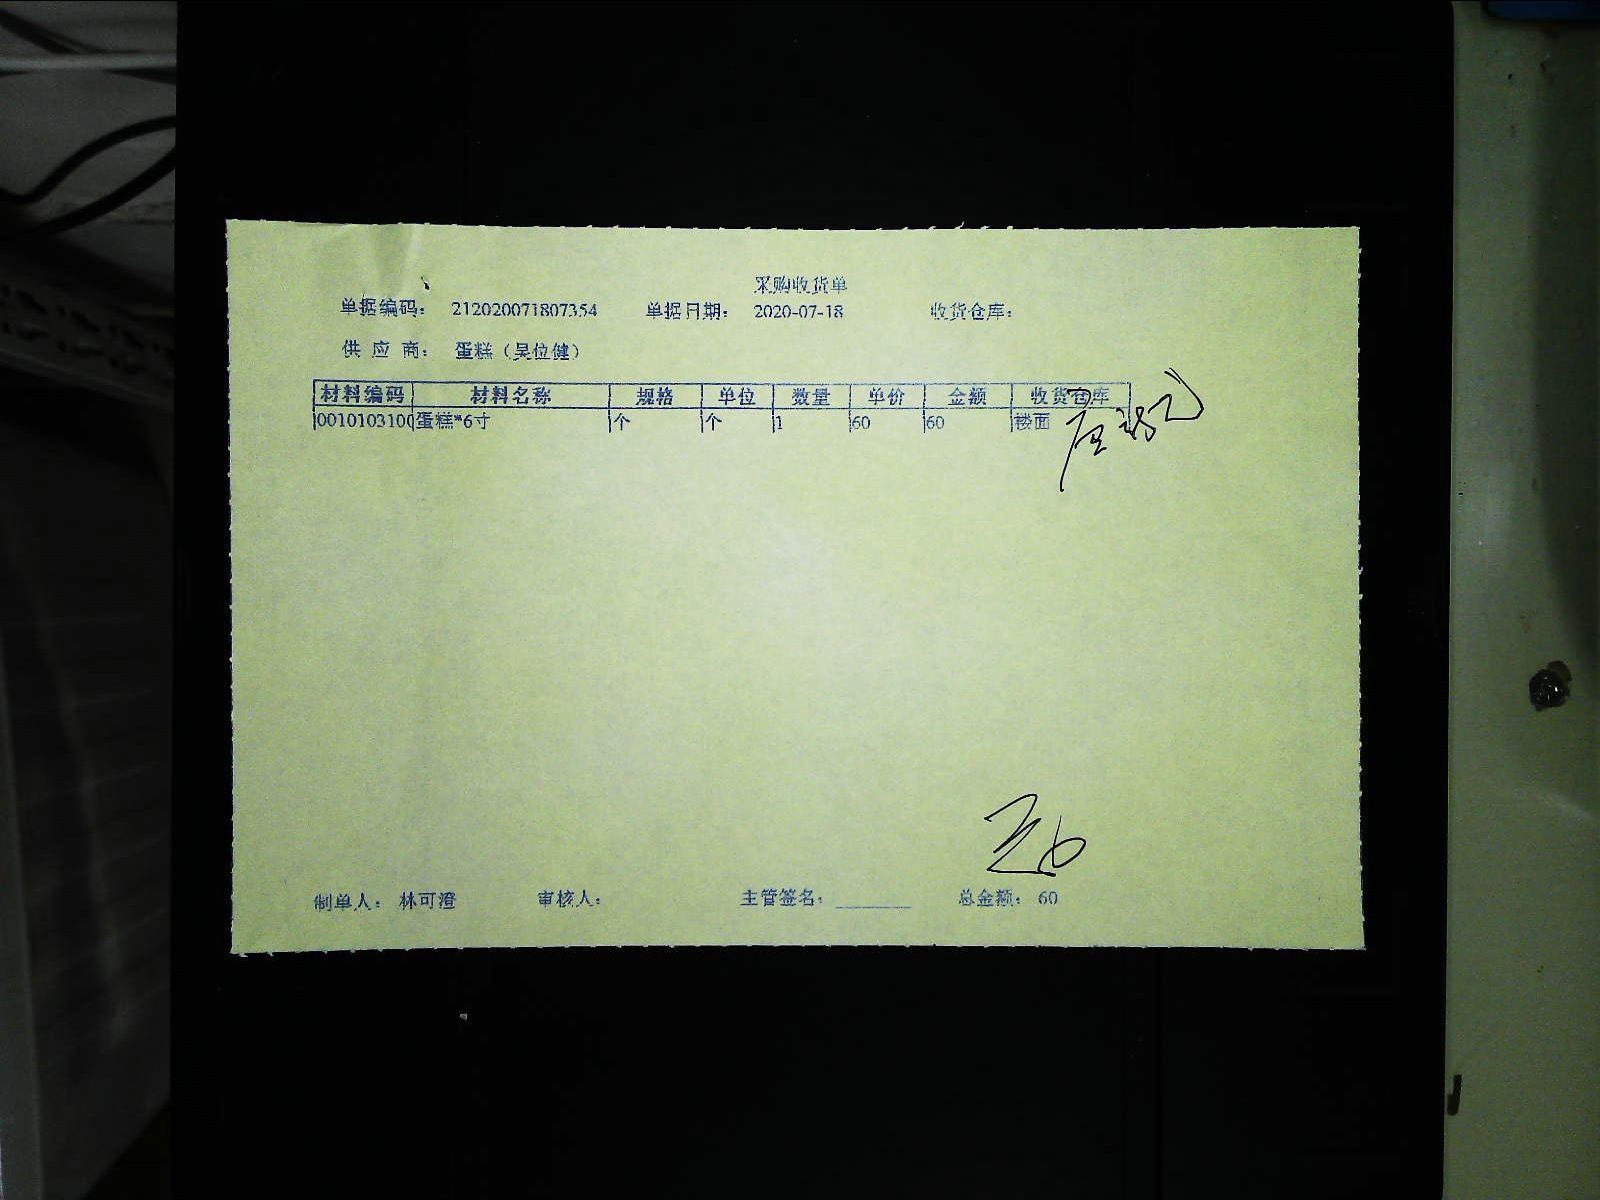 采购收货单
单据编码: 212020071807354 单据日期: 2020-07-18 收货仓库:
供应商: 蛋糕（吴位健）
材料编码 材料名称 规格 单位 数量 单价 金额 收货仓库
0010103100 蛋糕*6寸 个 个 1 60 60 楼面
制单人: 林可澄 审核人: 主管签名: 总金额: 60